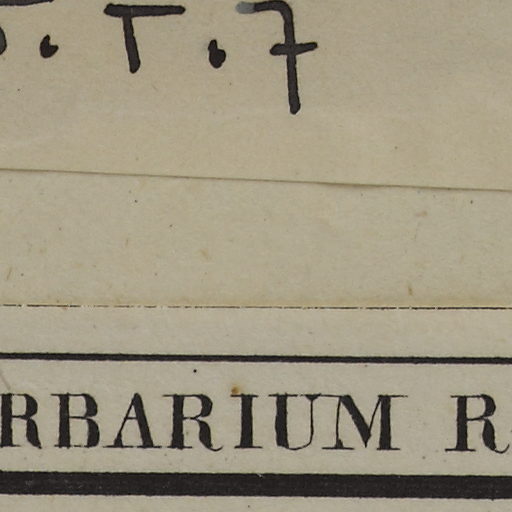 . T. 7
RBARIUM R